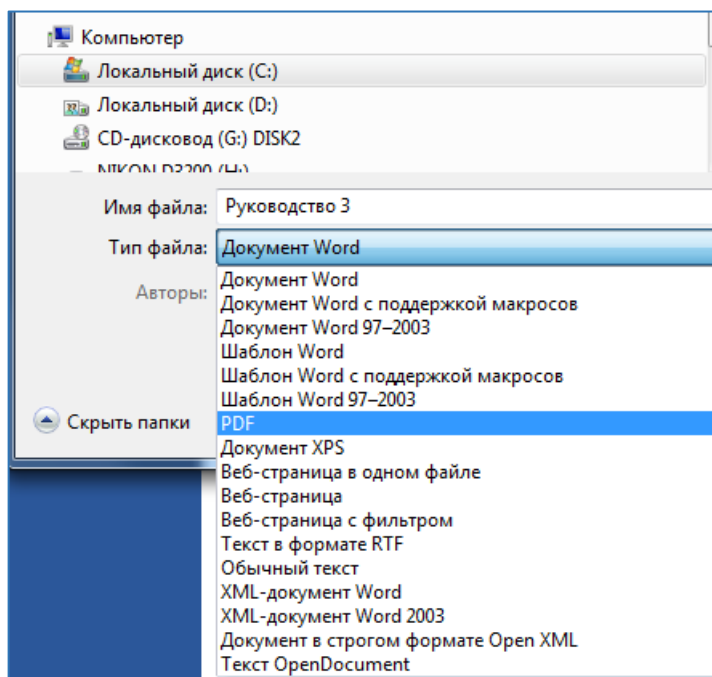 Компьютер
Локальный диск (C:)
Локальный диск (D:)
CD-дисковод (G:) DISK2
NIKON D3200 (H:)
Имя файла: Руководство 3
Тип файла: Документ Word
Авторы:
Документ Word
Документ Word с поддержкой макросов
Документ Word 97–2003
Шаблон Word
Шаблон Word с поддержкой макросов
Шаблон Word 97–2003
Скрыть папки
PDF
Документ XPS
Веб-страница в одном файле
Веб-страница
Веб-страница с фильтром
Текст в формате RTF
Обычный текст
XML-документ Word
XML-документ Word 2003
Документ в строгом формате Open XML
Текст OpenDocument